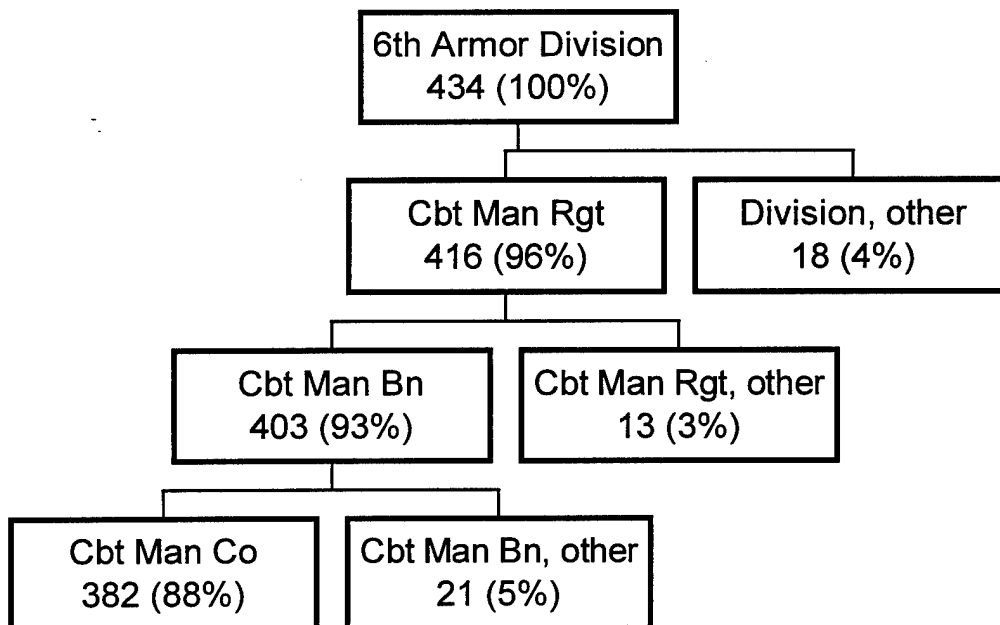 6th Armor Division
434 (100%)
Cbt Man Rgt
416 (96%)
Division, other
18 (4%)
Cbt Man Bn
403 (93%)
Cbt Man Rgt, other
13 (3%)
Cbt Man Co
382 (88%)
Cbt Man Bn, other
21 (5%)